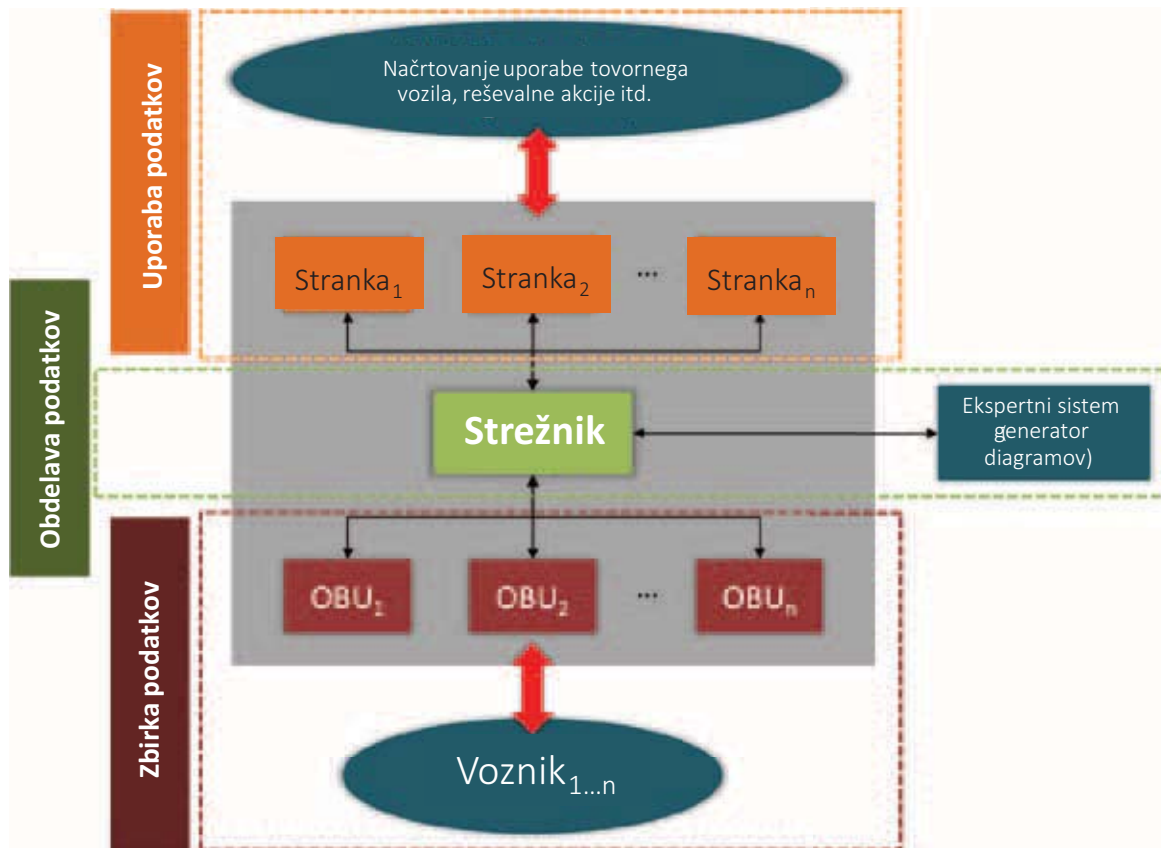 Uporaba podatkov
Načrtovanje uporabe tovornega
vozila, reševalne akcije itd.
Stranka1
Stranka2
...
Strankan
Obdelava podatkov
Strežnik
Ekspertni sistem
generator
diagramov)
Zbirka podatkov
OBU1
OBU2
...
OBUn
Voznik1...n